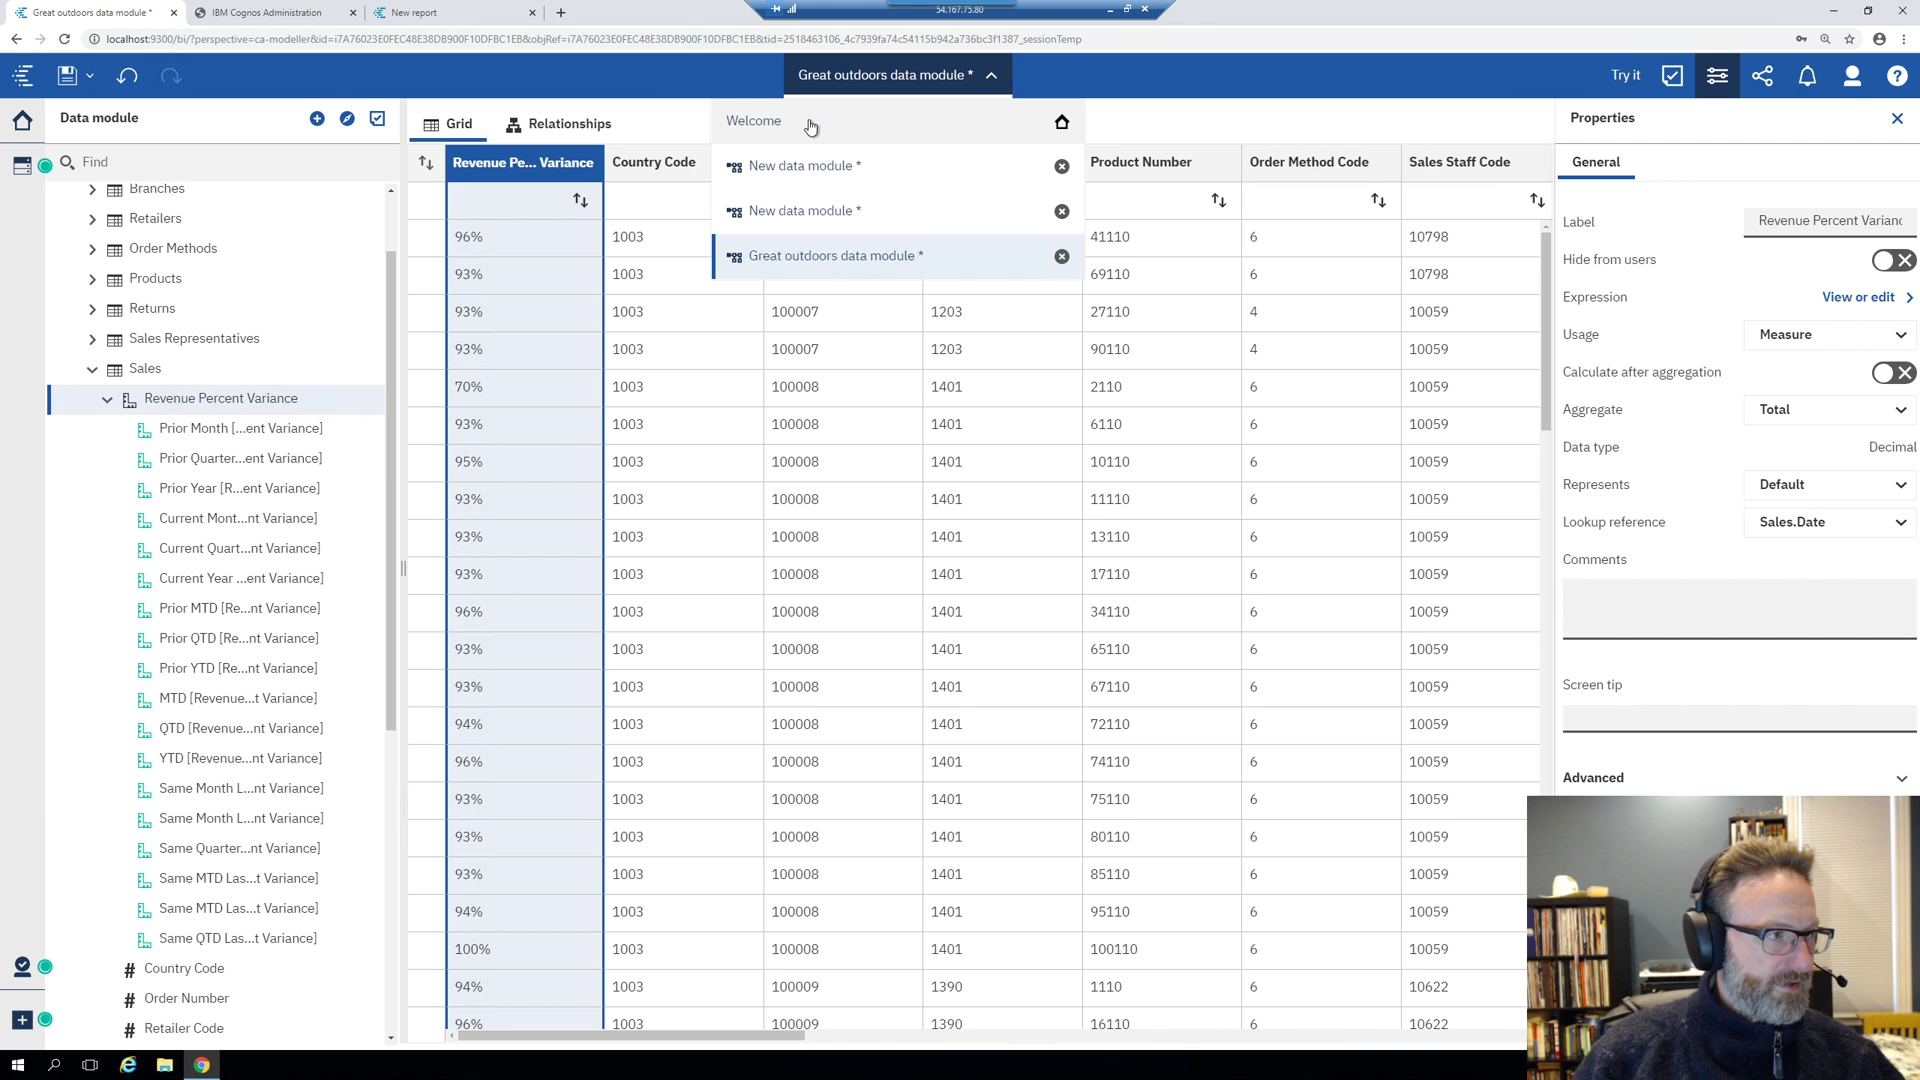 Great outdoors data module *
IBM Cognos Administration
New report
54.167.75.80
localhost:9300/bi/?perspective=ca-modeller&id=i7A76023E0FEC48E38DB900F10DFBC1EB&objRef=i7A76023E0FEC48E38DB900F10DFBC1EB&tid=2518463106_4c7939fa74c54115b942a736bc3f1387_sessionTemp
Great outdoors data module *
Try it
Data module
Find
Branches
Retailers
Order Methods
Products
Returns
Sales Representatives
Sales
Revenue Percent Variance
Prior Month [...ent Variance]
Prior Quarter...ent Variance]
Prior Year [R...ent Variance]
Current Mont...nt Variance]
Current Quart...nt Variance]
Current Year ...ent Variance]
Prior MTD [Re...nt Variance]
Prior QTD [Re...nt Variance]
Prior YTD [Re...nt Variance]
MTD [Revenue...t Variance]
QTD [Revenue...t Variance]
YTD [Revenue...t Variance]
Same Month L...nt Variance]
Same Month L...nt Variance]
Same Quarter...nt Variance]
Same MTD Las...t Variance]
Same MTD Las...t Variance]
Same QTD Las...t Variance]
# Country Code
# Order Number
# Retailer Code
Grid Relationships
Welcome
New data module *
New data module *
Great outdoors data module *
Revenue Pe... Variance Country Code Product Number Order Method Code Sales Staff Code
96% 1003 41110 6 10798
93% 1003 69110 6 10798
93% 1003 100007 1203 27110 4 10059
93% 1003 100007 1203 90110 4 10059
70% 1003 100008 1401 2110 6 10059
93% 1003 100008 1401 6110 6 10059
95% 1003 100008 1401 10110 6 10059
93% 1003 100008 1401 11110 6 10059
93% 1003 100008 1401 13110 6 10059
93% 1003 100008 1401 17110 6 10059
96% 1003 100008 1401 34110 6 10059
93% 1003 100008 1401 65110 6 10059
93% 1003 100008 1401 67110 6 10059
94% 1003 100008 1401 72110 6 10059
96% 1003 100008 1401 74110 6 10059
93% 1003 100008 1401 75110 6 10059
93% 1003 100008 1401 80110 6 10059
93% 1003 100008 1401 85110 6 10059
94% 1003 100008 1401 95110 6 10059
100% 1003 100008 1401 100110 6 10059
94% 1003 100009 1390 1110 6 10622
96% 1003 100009 1390 16110 6 10622
Properties
General
Label Revenue Percent Varianc
Hide from users
Expression View or edit
Usage Measure
Calculate after aggregation
Aggregate Total
Data type Decimal
Represents Default
Lookup reference Sales.Date
Comments
Screen tip
Advanced